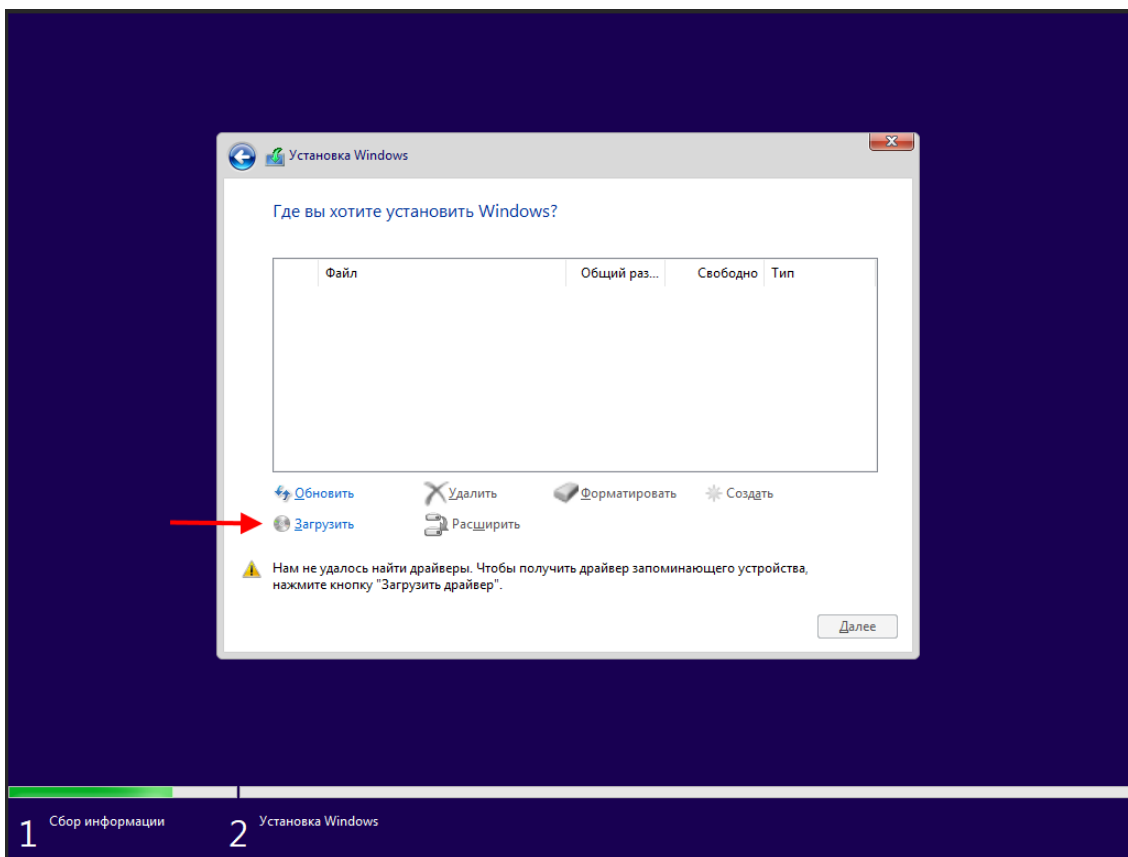 Установка Windows
Где вы хотите установить Windows?
Файл Общий раз... Свободно Тип
Обновить Удалить Форматировать Создать
Загрузить Расширить
Нам не удалось найти драйверы. Чтобы получить драйвер запоминающего устройства,
нажмите кнопку "Загрузить драйвер".
Далее
1 Сбор информации 2 Установка Windows